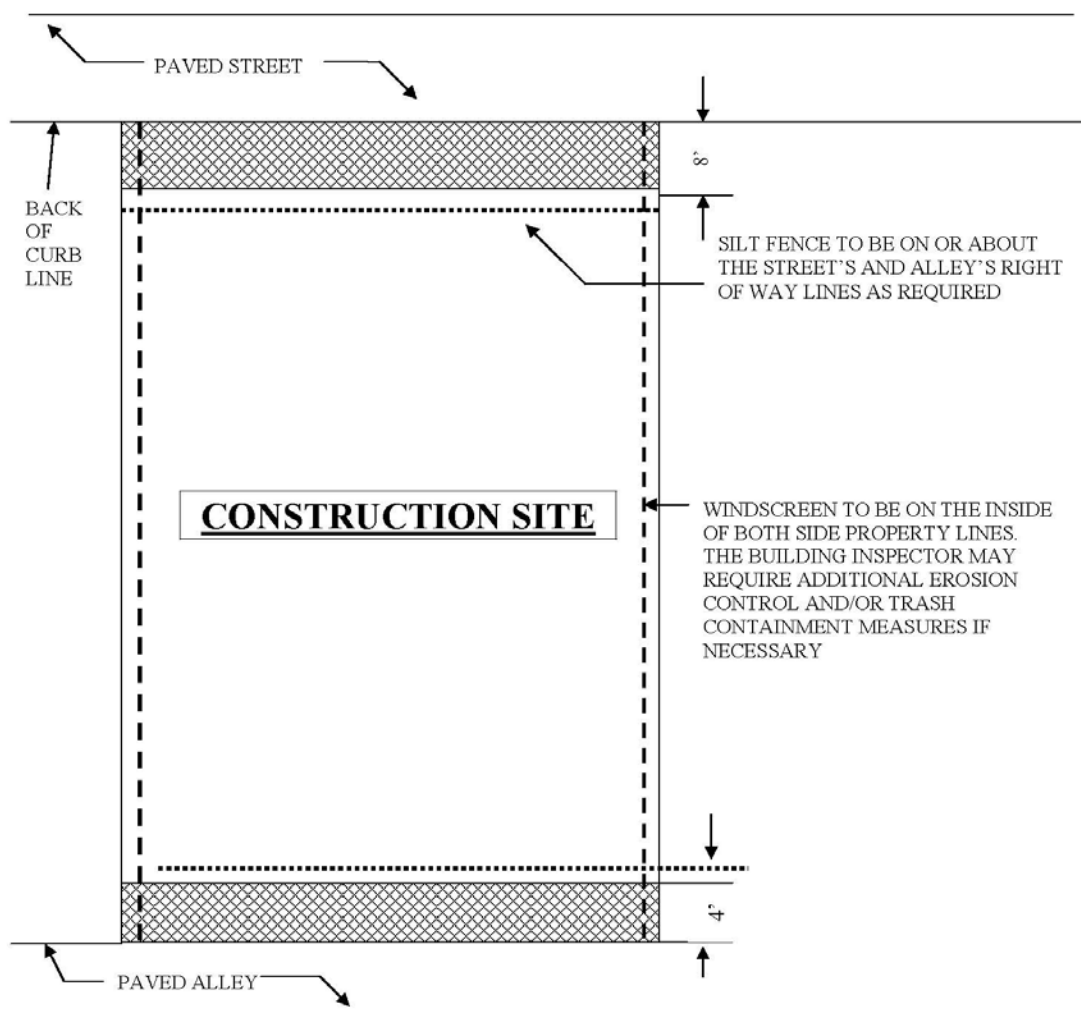 PAVED STREET
8'
BACK
OF
CURB
LINE
SILT FENCE TO BE ON OR ABOUT
THE STREET'S AND ALLEY'S RIGHT
OF WAY LINES AS REQUIRED
CONSTRUCTION SITE
WINDSCREEN TO BE ON THE INSIDE
OF BOTH SIDE PROPERTY LINES.
THE BUILDING INSPECTOR MAY
REQUIRE ADDITIONAL EROSION
CONTROL AND/OR TRASH
CONTAINMENT MEASURES IF
NECESSARY
4'
PAVED ALLEY